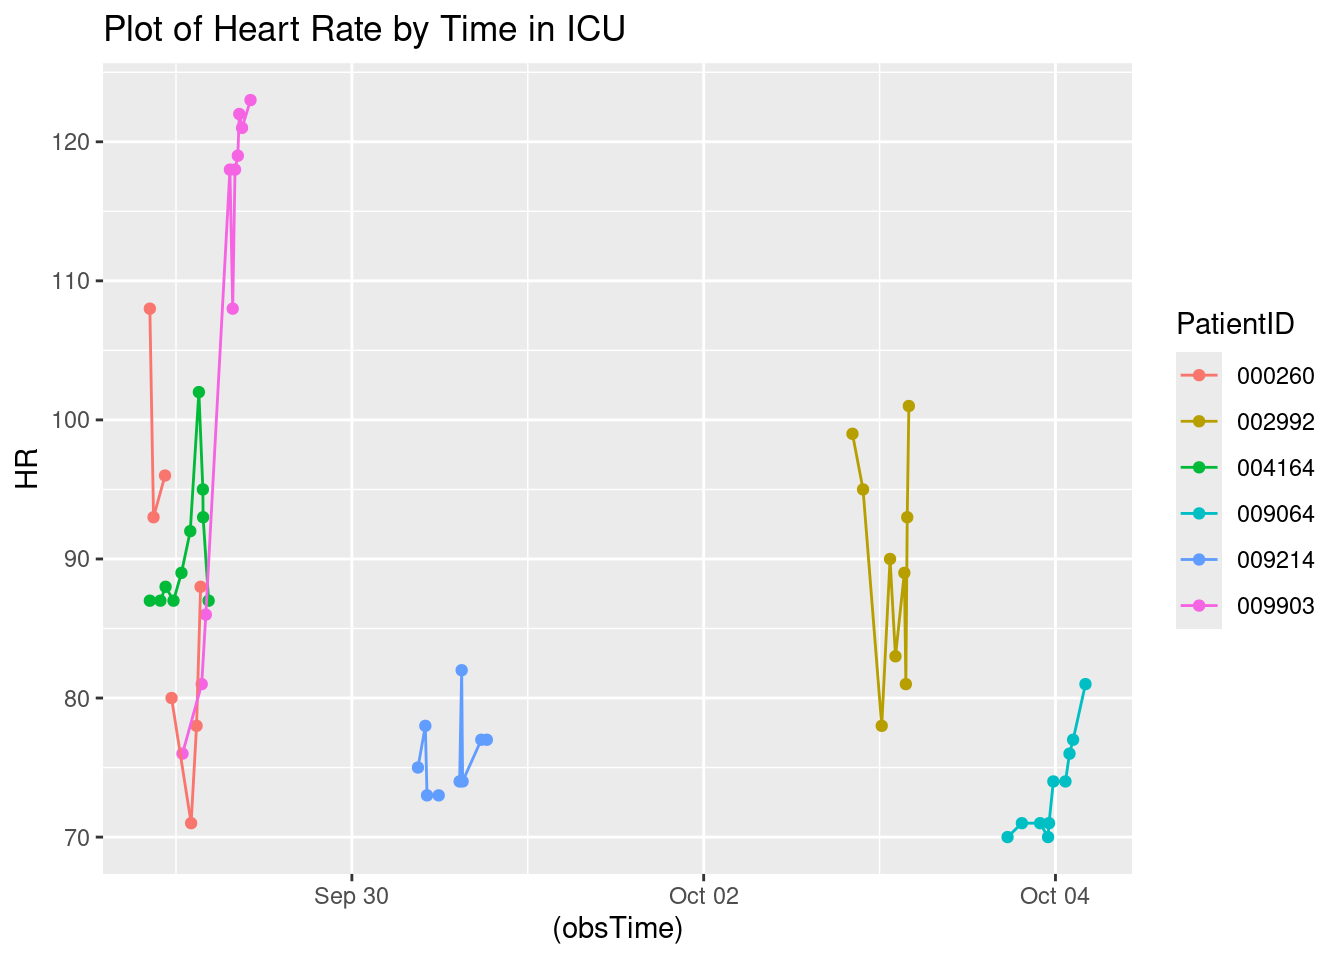 Plot of Heart Rate by Time in ICU
HR
120
110
100
90
80
70
Sep 30
Oct 02
Oct 04
(obsTime)
PatientID
000260
002992
004164
009064
009214
009903